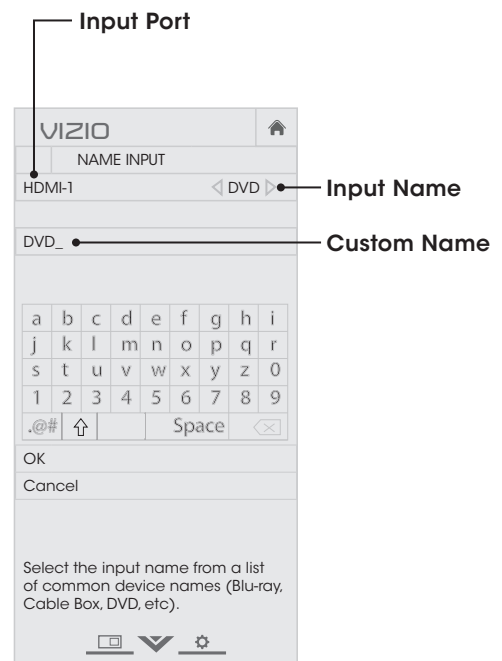 Input Port
VIZIO
NAME INPUT
HDMI-1 DVD Input Name
DVD_ Custom Name
a b c d e f g h i
j k l m n o p q r
s t u v w x y z 0
1 2 3 4 5 6 7 8 9
.@# Space
OK
Cancel
Select the input name from a list
of common device names (Blu-ray,
Cable Box, DVD, etc).